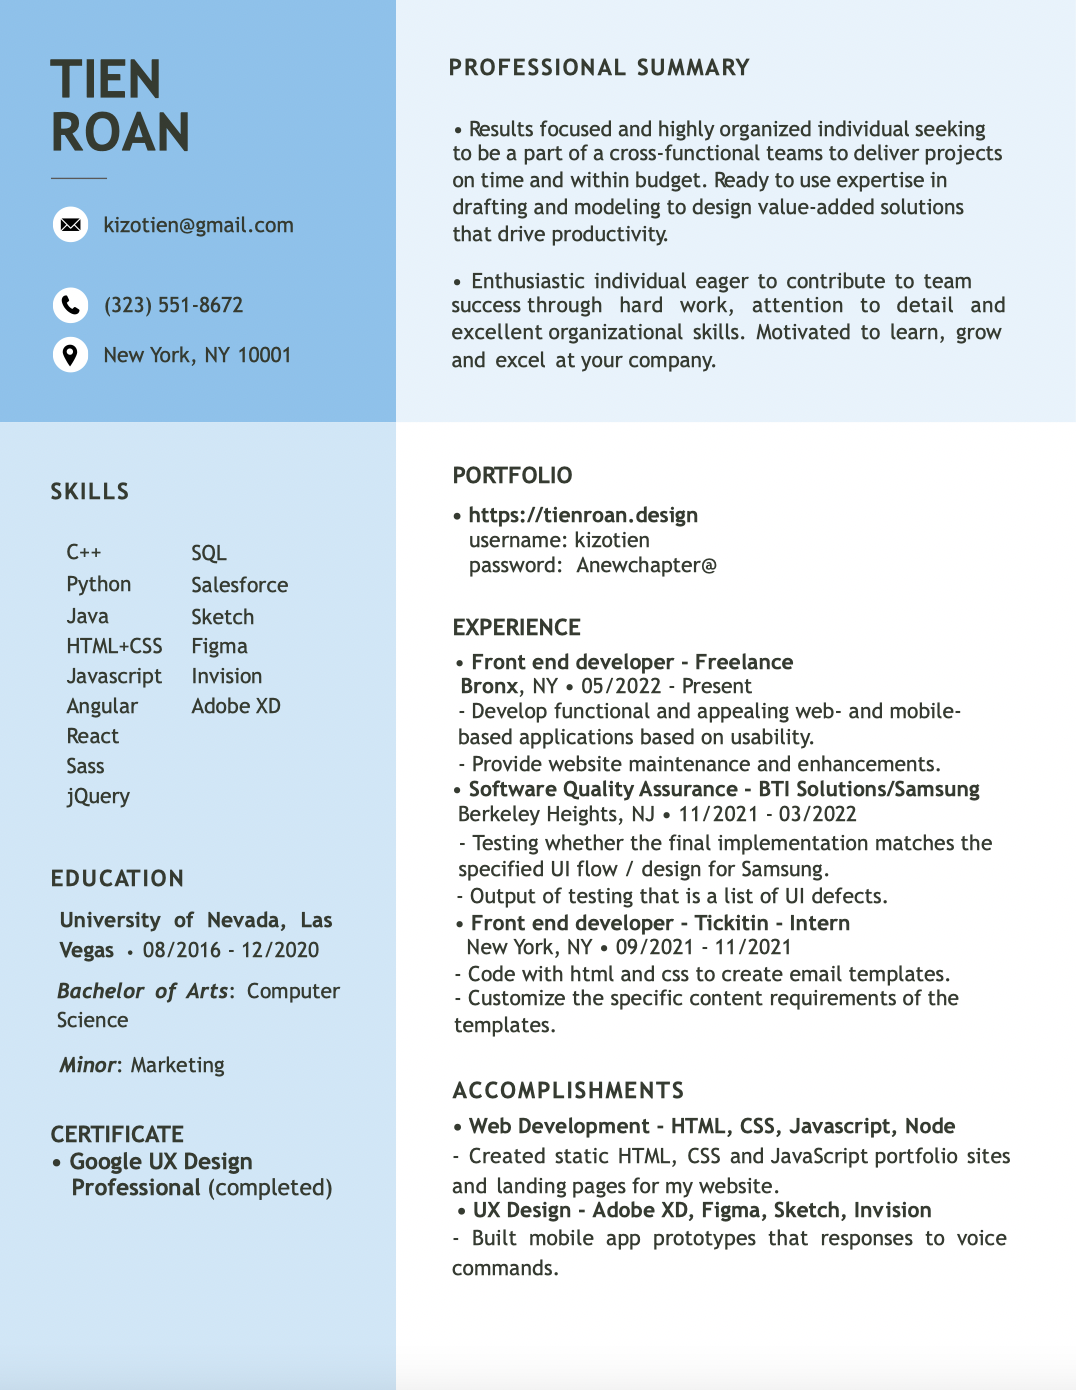 TIEN
ROAN
kizotien@gmail.com
(323) 551-8672
New York, NY 10001
PROFESSIONAL SUMMARY
• Results focused and highly organized individual seeking
to be a part of a cross-functional teams to deliver projects
on time and within budget. Ready to use expertise in
drafting and modeling to design value-added solutions
that drive productivity.
• Enthusiastic individual eager to contribute to team
success through hard work, attention to detail and
excellent organizational skills. Motivated to learn, grow
and excel at your company.
SKILLS
C++ SQL
Python Salesforce
Java Sketch
HTML+CSS Figma
Javascript Invision
Angular Adobe XD
React
Sass
jQuery
EDUCATION
University of Nevada, Las
Vegas • 08/2016 - 12/2020
Bachelor of Arts: Computer
Science
Minor: Marketing
CERTIFICATE
• Google UX Design
Professional (completed)
PORTFOLIO
• https://tienroan.design
username: kizotien
password: Anewchapter@
EXPERIENCE
• Front end developer - Freelance
Bronx, NY • 05/2022 - Present
- Develop functional and appealing web- and mobile-
based applications based on usability.
- Provide website maintenance and enhancements.
• Software Quality Assurance - BTI Solutions/Samsung
Berkeley Heights, NJ • 11/2021 - 03/2022
- Testing whether the final implementation matches the
specified UI flow / design for Samsung.
- Output of testing that is a list of UI defects.
• Front end developer - Tickitin - Intern
New York, NY • 09/2021 - 11/2021
- Code with html and css to create email templates.
- Customize the specific content requirements of the
templates.
ACCOMPLISHMENTS
• Web Development - HTML, CSS, Javascript, Node
- Created static HTML, CSS and JavaScript portfolio sites
and landing pages for my website.
• UX Design - Adobe XD, Figma, Sketch, Invision
- Built mobile app prototypes that responses to voice
commands.